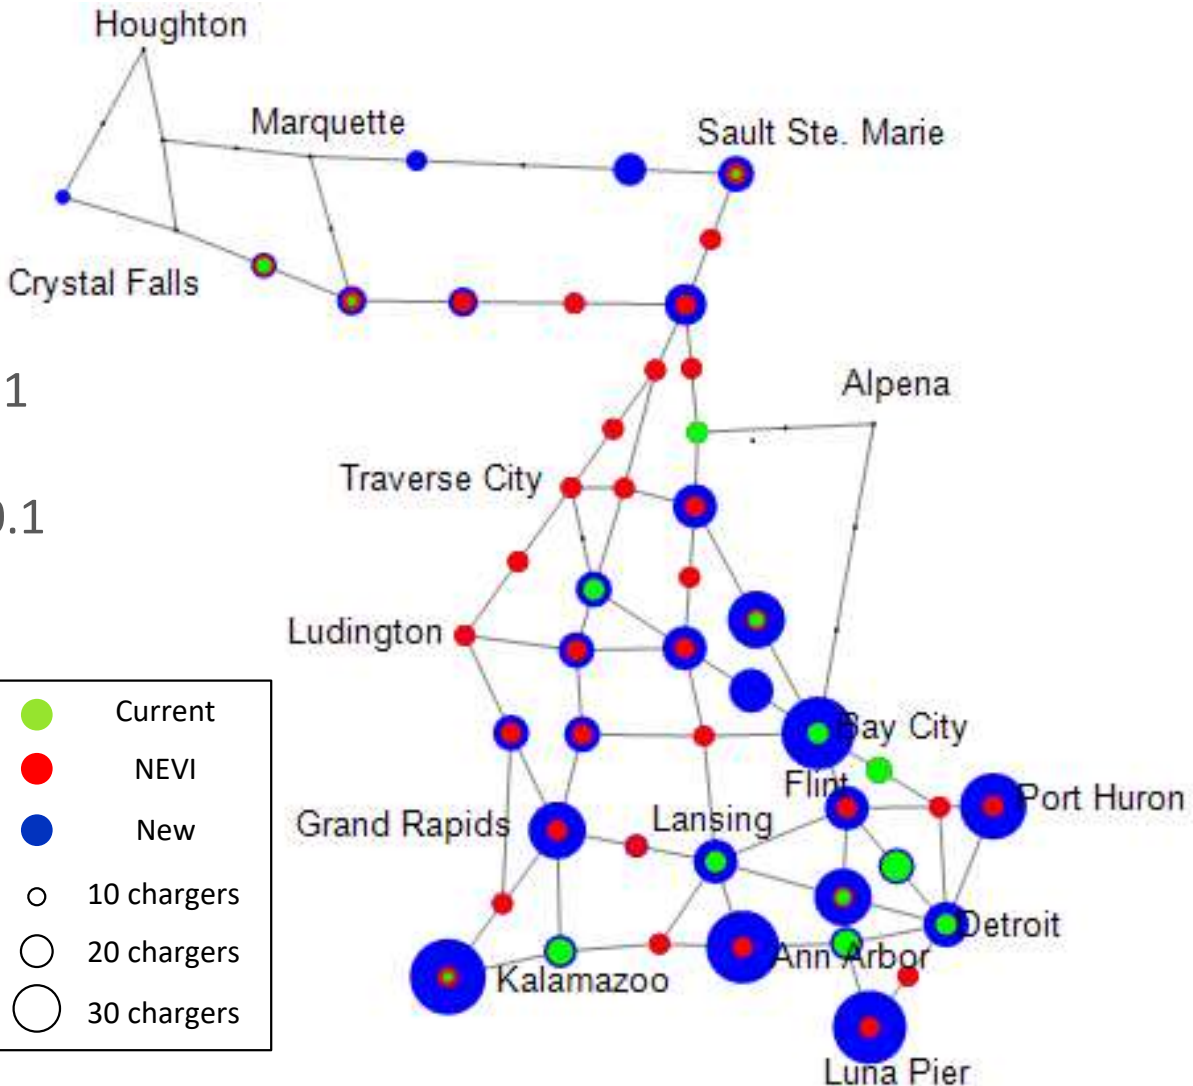 Houghton
Marquette
Sault Ste. Marie
Crystal Falls
1
Alpena
Traverse City
0.1
Ludington
Current
Bay City
NEVI
Flint
Port Huron
New
Grand Rapids
Lansing
10 chargers
Detroit
20 chargers
Ann Arbor
Kalamazoo
30 chargers
Luna Pier